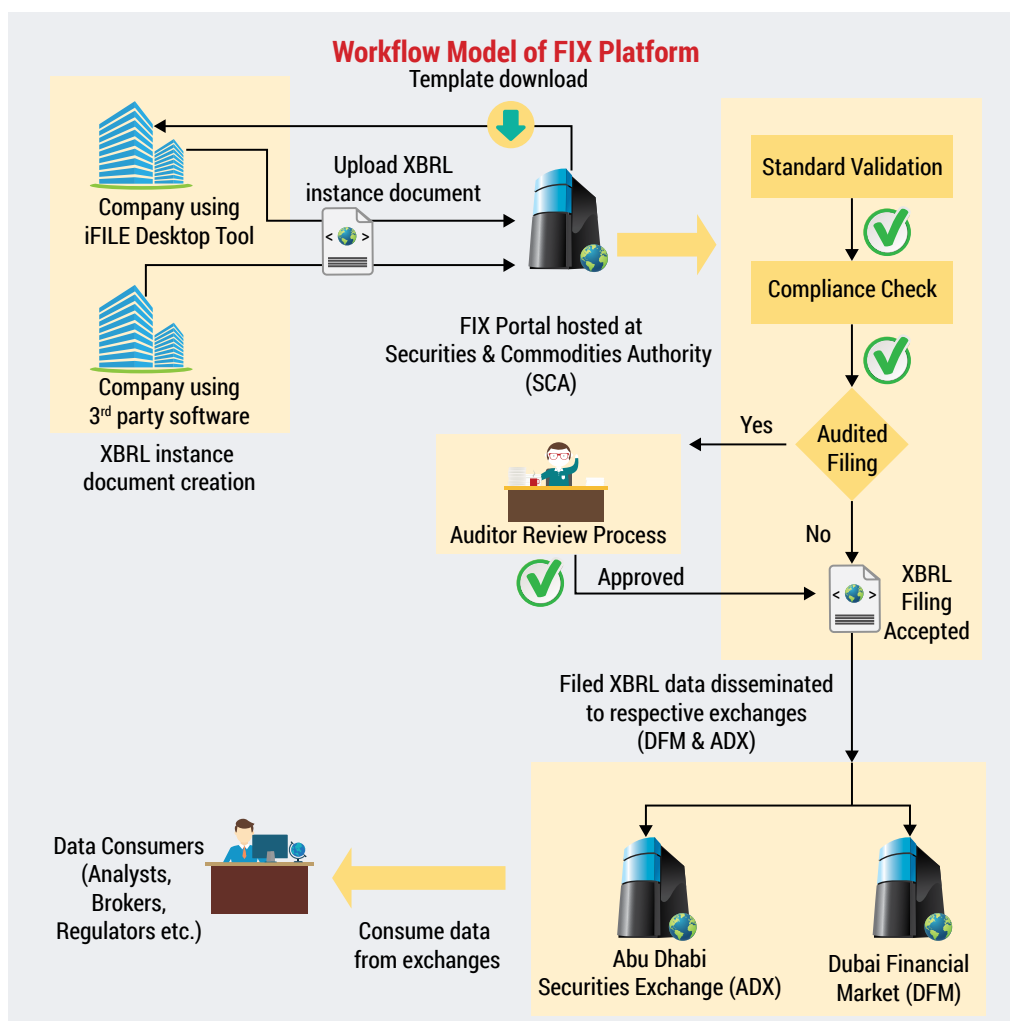 Workflow Model of FIX Platform
Template download
Upload XBRL
instance document
Company using
iFILE Desktop Tool
Company using
3rd party software
XBRL instance
document creation
FIX Portal hosted at
Securities & Commodities Authority
(SCA)
Standard Validation
Compliance Check
Audited
Filing
Yes
No
Auditor Review Process
Approved
XBRL
Filing
Accepted
Filed XBRL data disseminated
to respective exchanges
(DFM & ADX)
Abu Dhabi
Securities Exchange (ADX)
Dubai Financial
Market (DFM)
Consume data
from exchanges
Data Consumers
(Analysts,
Brokers,
Regulators etc.)